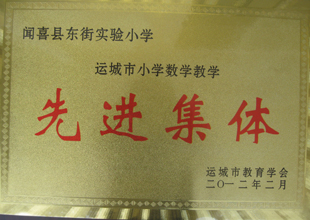 闻喜县东街实验小学
运城市小学数学教学
先进集体
运城市教育学会
二〇一二年二月